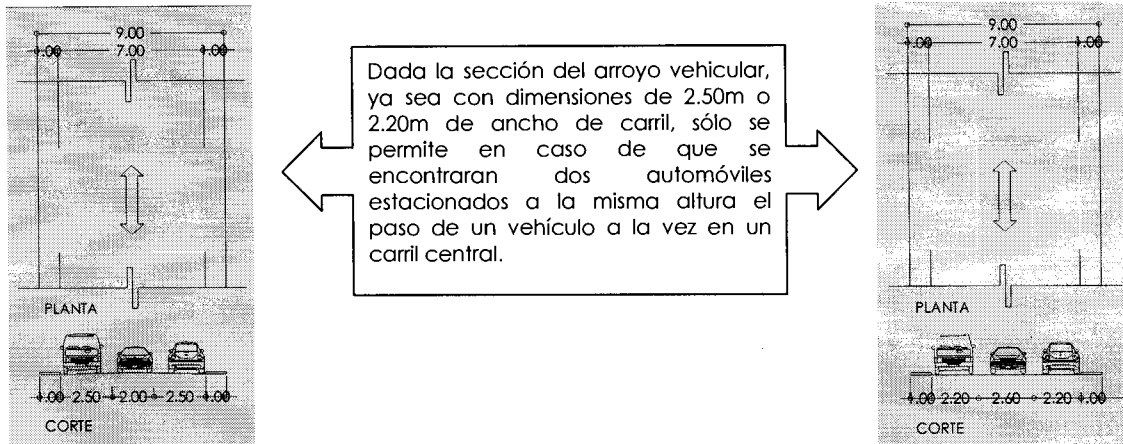 9.00
1.00 7.00 1.00
PLANTA
1.00 2.50 2.00 2.50 1.00
CORTE
Dada la sección del arroyo vehicular,
ya sea con dimensiones de 2.50m o
2.20m de ancho de carril, sólo se
permite en caso de que se
encontraran dos automóviles
estacionados a la misma altura el
paso de un vehículo a la vez en un
carril central.
9.00
1.00 7.00 1.00
PLANTA
1.00 2.20 2.60 2.20 1.00
CORTE